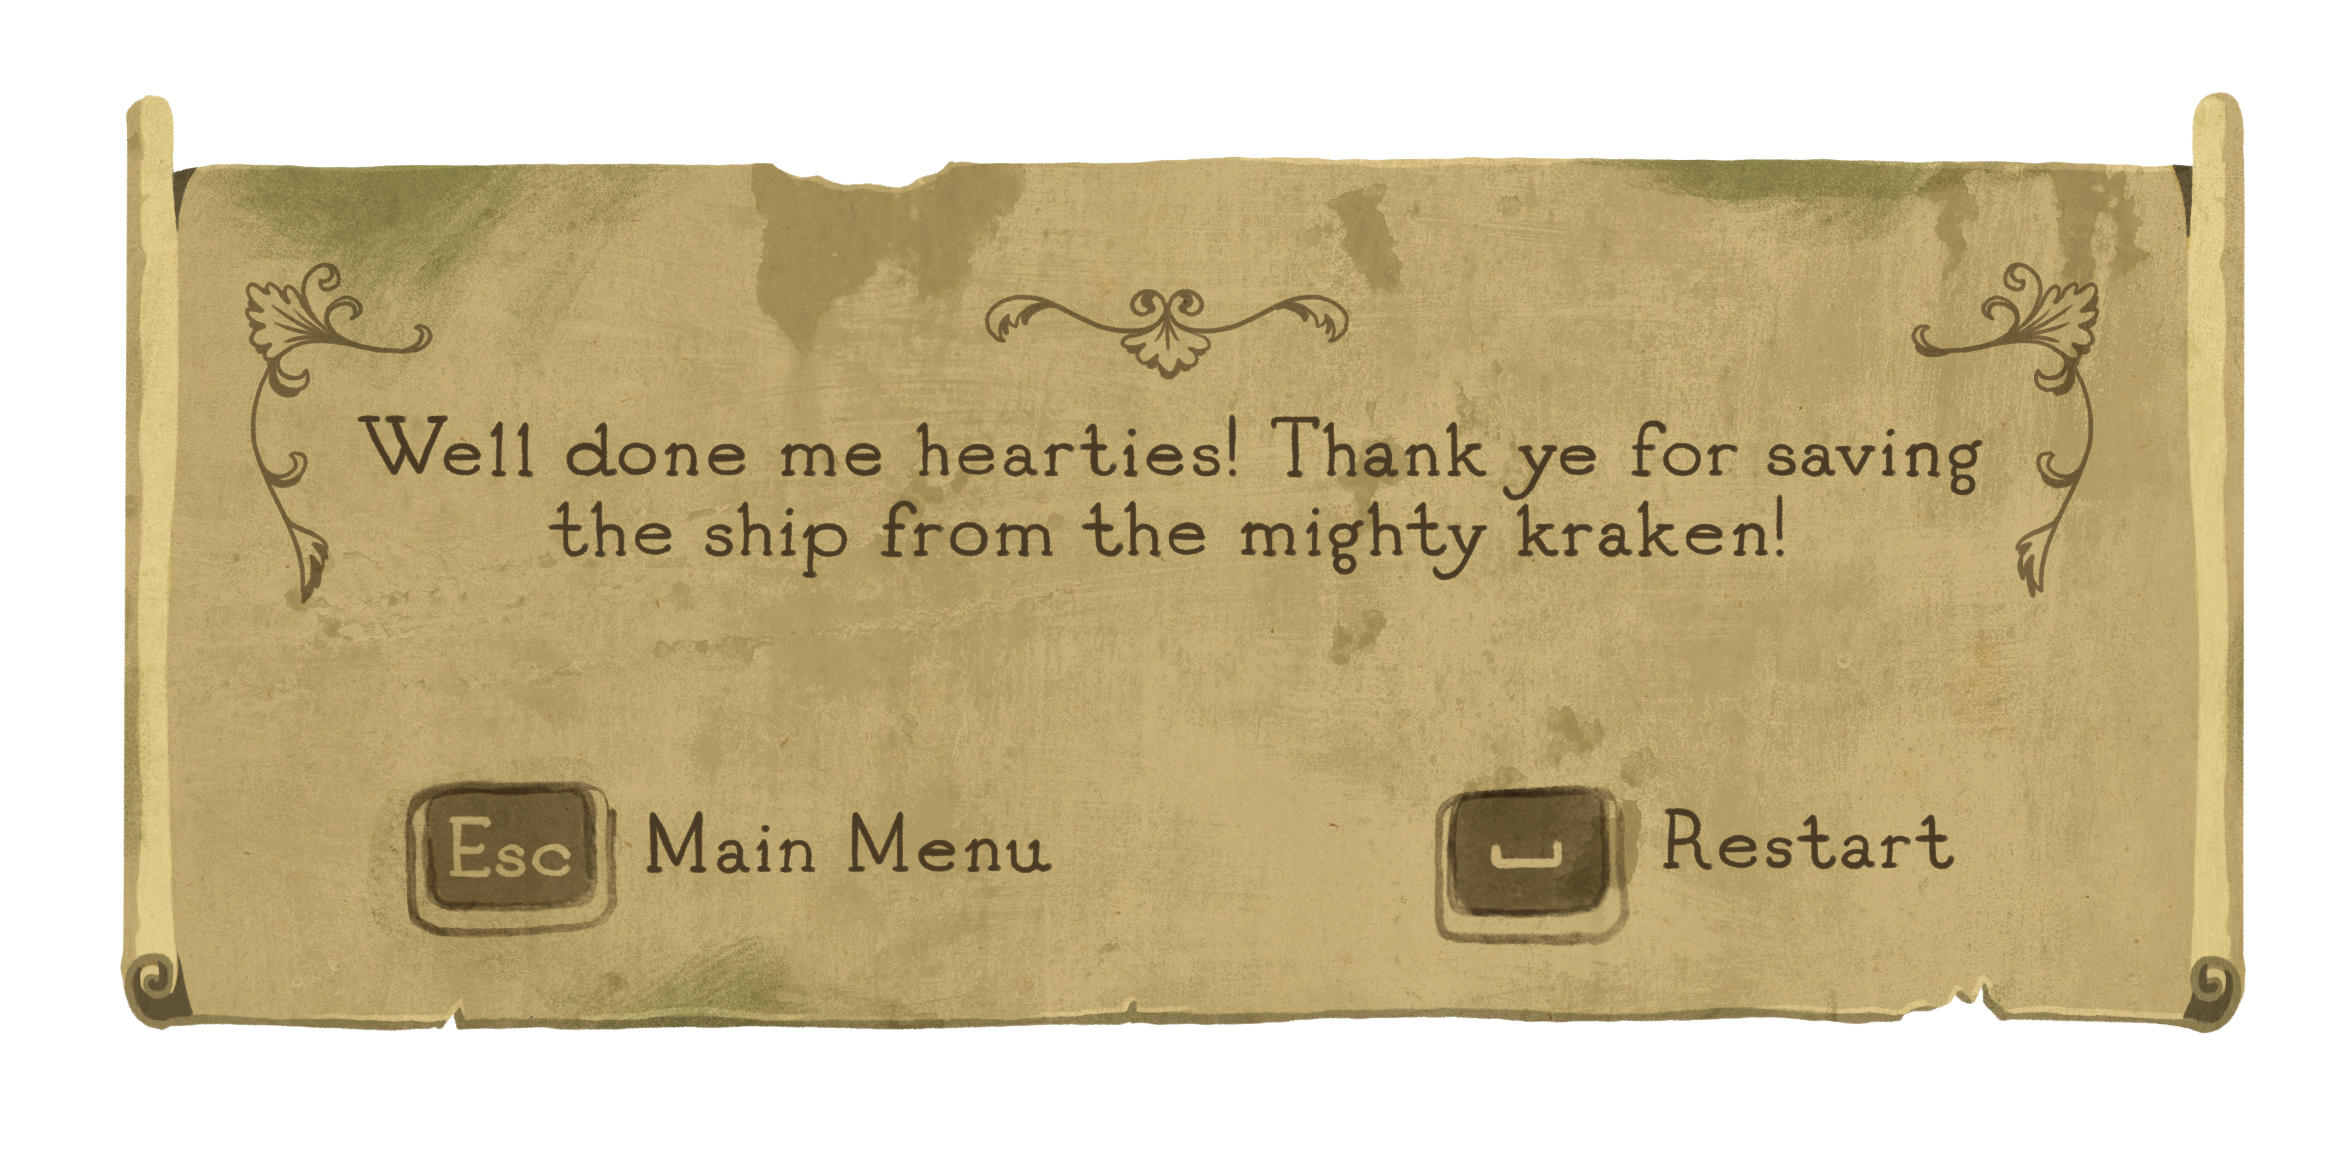 Well done me hearties! Thank ye for saving
the ship from the mighty kraken!
Esc Main Menu
Restart